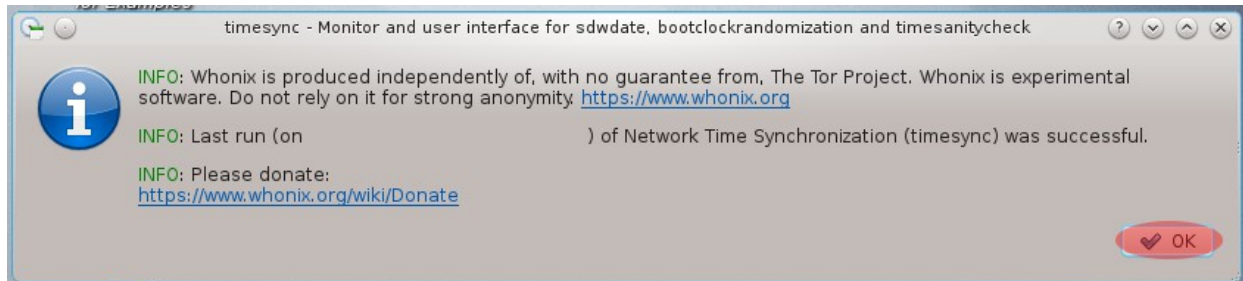 timesync - Monitor and user interface for sdwdate, bootclockrandomization and timesanitycheck
INFO: Whonix is produced independently of, with no guarantee from, The Tor Project. Whonix is experimental
software. Do not rely on it for strong anonymity. https://www.whonix.org
INFO: Last run (on ) of Network Time Synchronization (timesync) was successful.
INFO: Please donate:
https://www.whonix.org/wiki/Donate
OK